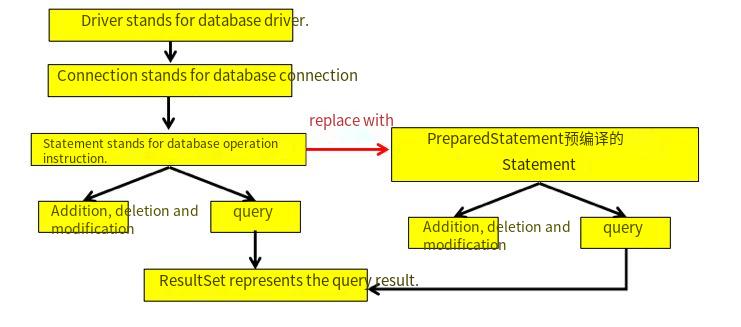 Driver stands for database driver.
Connection stands for database connection
replace with
Statement stands for database operation
instruction.
PreparedStatement预编译的
Statement
Addition, deletion and
modification
query
Addition, deletion and
modification
query
ResultSet represents the query result.